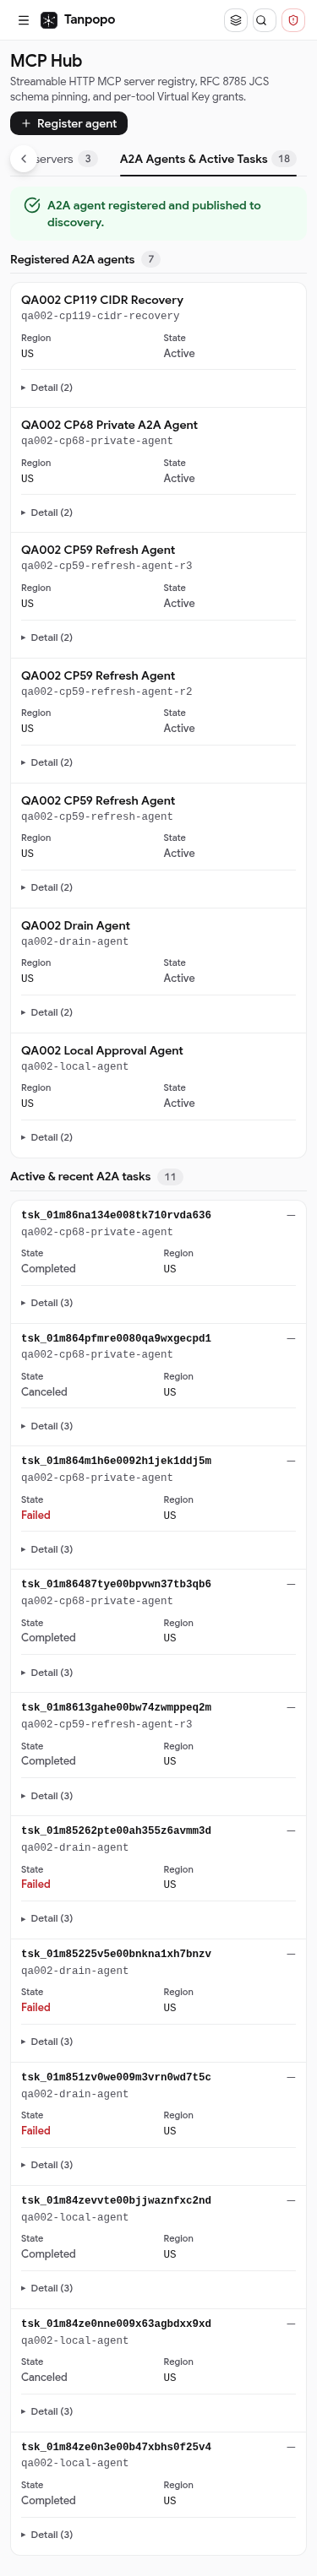 Tanpopo
MCP Hub
Streamable HTTP MCP server registry, RFC 8785 JCS
schema pinning, and per-tool Virtual Key grants.
+ Register agent
servers 3 A2A Agents & Active Tasks 18
A2A agent registered and published to
discovery.
Registered A2A agents 7
QA002 CP119 CIDR Recovery
qa002-cp119-cidr-recovery
Region State
US Active
Detail (2)
QA002 CP68 Private A2A Agent
qa002-cp68-private-agent
Region State
US Active
Detail (2)
QA002 CP59 Refresh Agent
qa002-cp59-refresh-agent-r3
Region State
US Active
Detail (2)
QA002 CP59 Refresh Agent
qa002-cp59-refresh-agent-r2
Region State
US Active
Detail (2)
QA002 CP59 Refresh Agent
qa002-cp59-refresh-agent
Region State
US Active
Detail (2)
QA002 Drain Agent
qa002-drain-agent
Region State
US Active
Detail (2)
QA002 Local Approval Agent
qa002-local-agent
Region State
US Active
Detail (2)
Active & recent A2A tasks 11
tsk_01m86na134e008tk710rvda636 —
qa002-cp68-private-agent
State Region
Completed US
Detail (3)
tsk_01m864pfmre0080qa9wxgecpd1 —
qa002-cp68-private-agent
State Region
Canceled US
Detail (3)
tsk_01m864m1h6e0092h1jek1ddj5m —
qa002-cp68-private-agent
State Region
Failed US
Detail (3)
tsk_01m86487tye00bpvwn37tb3qb6 —
qa002-cp68-private-agent
State Region
Completed US
Detail (3)
tsk_01m8613gahe00bw74zwmppeq2m —
qa002-cp59-refresh-agent-r3
State Region
Completed US
Detail (3)
tsk_01m85262pte00ah355z6avmm3d —
qa002-drain-agent
State Region
Failed US
Detail (3)
tsk_01m85225v5e00bnkna1xh7bnzv —
qa002-drain-agent
State Region
Failed US
Detail (3)
tsk_01m851zv0we009m3vrn0wd7t5c —
qa002-drain-agent
State Region
Failed US
Detail (3)
tsk_01m84zevvte00bjjwaznfxc2nd —
qa002-local-agent
State Region
Completed US
Detail (3)
tsk_01m84ze0nne009x63agbdxx9xd —
qa002-local-agent
State Region
Canceled US
Detail (3)
tsk_01m84ze0n3e00b47xbhs0f25v4 —
qa002-local-agent
State Region
Completed US
Detail (3)